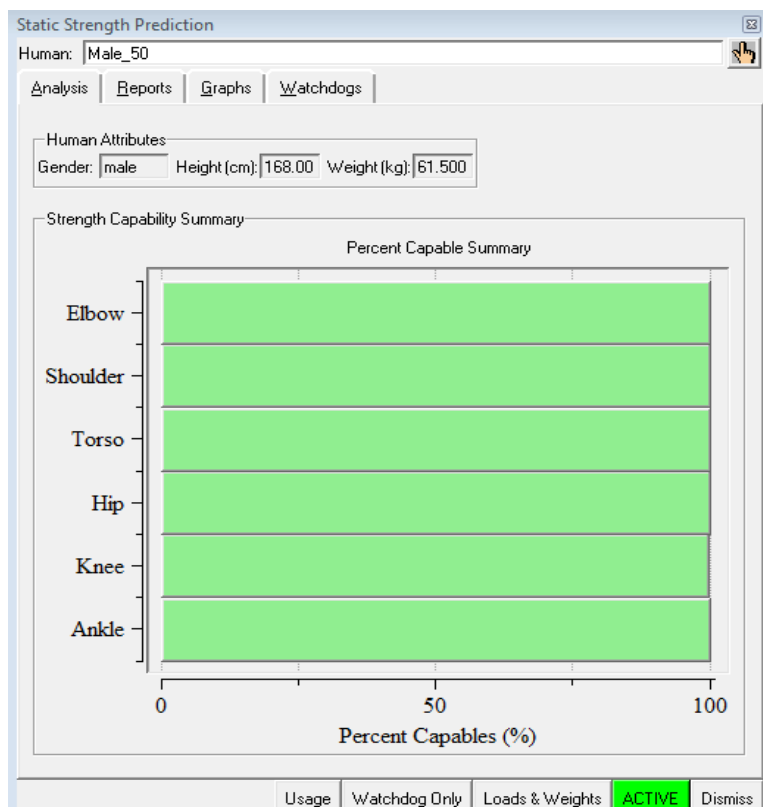 Static Strength Prediction
Human: Male_50
Analysis Reports Graphs Watchdogs
Human Attributes
Gender: male Height (cm): 168.00 Weight (kg): 61.500
Strength Capability Summary
Percent Capable Summary
Elbow
Shoulder
Torso
Hip
Knee
Ankle
0 50 100
Percent Capables (%)
Usage Watchdog Only Loads & Weights ACTIVE Dismiss